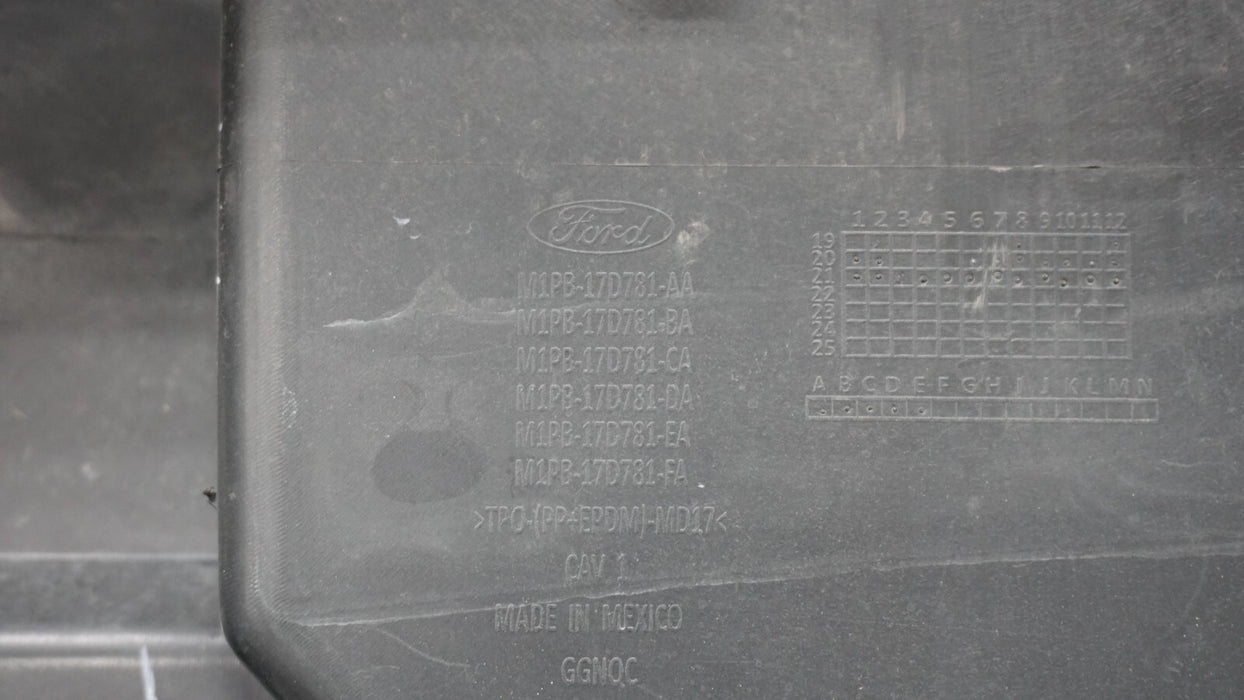 Ford
M1PB-17D781-AA
M1PB-17D781-BA
M1PB-17D781-CA
M1PB-17D781-DA
M1PB-17D781-EA
M1PB-17D781-FA
>TPO-(PP+EPDM)-MD17<
CAV 1
MADE IN MEXICO
GGNQC
1 2 3 4 5 6 7 8 9 10 11 12
19
20
21
22
23
24
25
A B C D E F G H I J K L M N